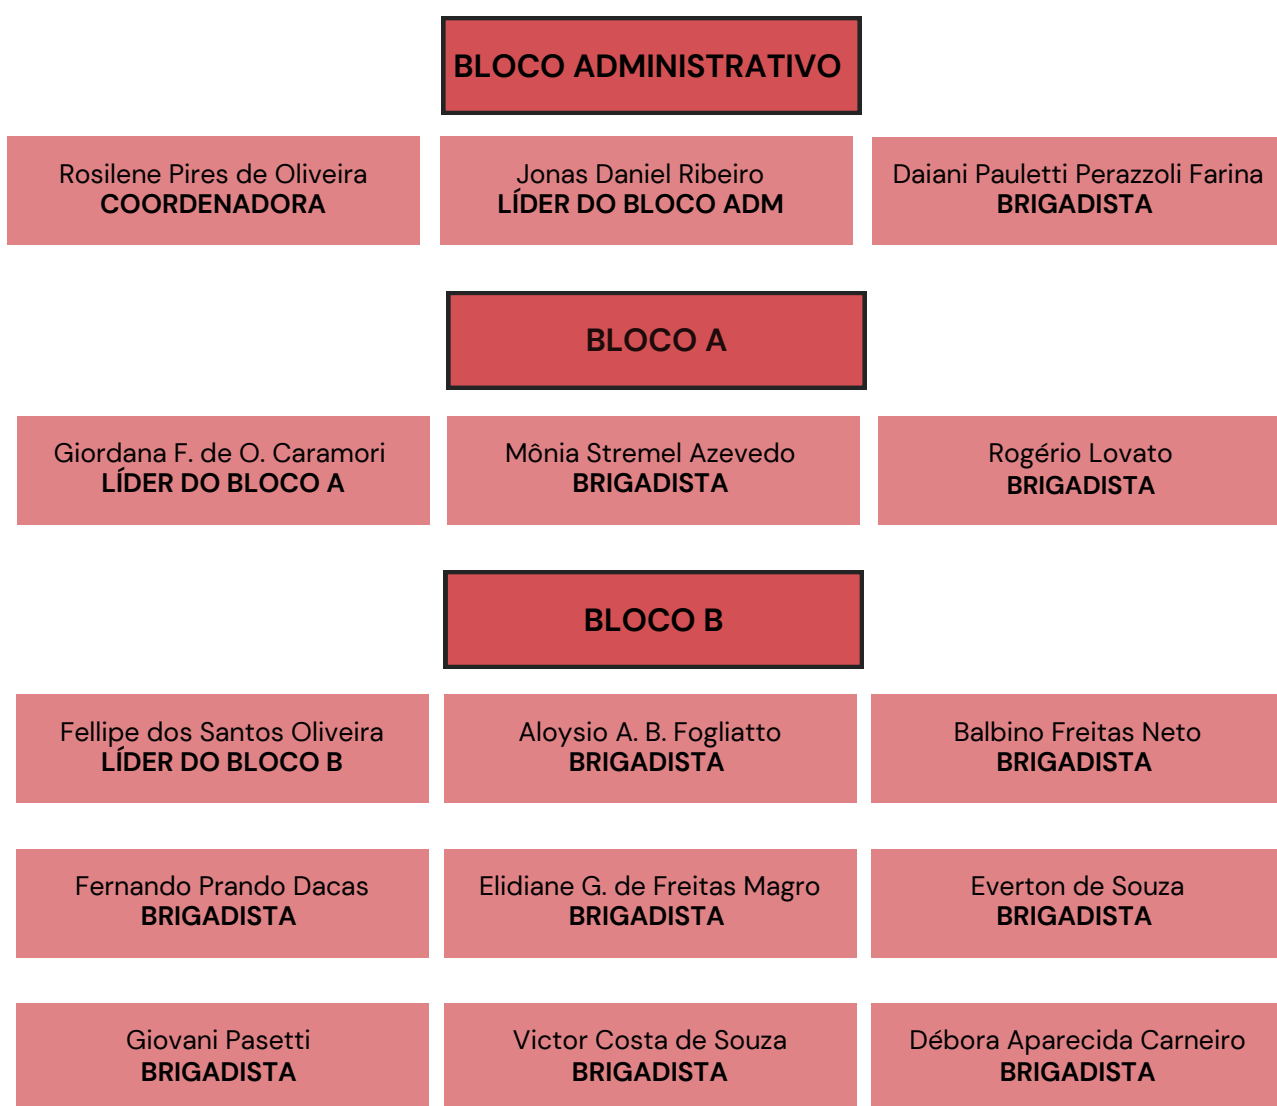 BLOCO ADMINISTRATIVO
Rosilene Pires de Oliveira
COORDENADORA
Jonas Daniel Ribeiro
LÍDER DO BLOCO ADM
Daiani Pauletti Perazzoli Farina
BRIGADISTA
BLOCO A
Giordana F. de O. Caramori
LÍDER DO BLOCO A
Mônia Stremel Azevedo
BRIGADISTA
Rogério Lovato
BRIGADISTA
BLOCO B
Fellipe dos Santos Oliveira
LÍDER DO BLOCO B
Aloysio A. B. Fogliatto
BRIGADISTA
Balbino Freitas Neto
BRIGADISTA
Fernando Prando Dacas
BRIGADISTA
Elidiane G. de Freitas Magro
BRIGADISTA
Everton de Souza
BRIGADISTA
Giovani Pasetti
BRIGADISTA
Victor Costa de Souza
BRIGADISTA
Débora Aparecida Carneiro
BRIGADISTA